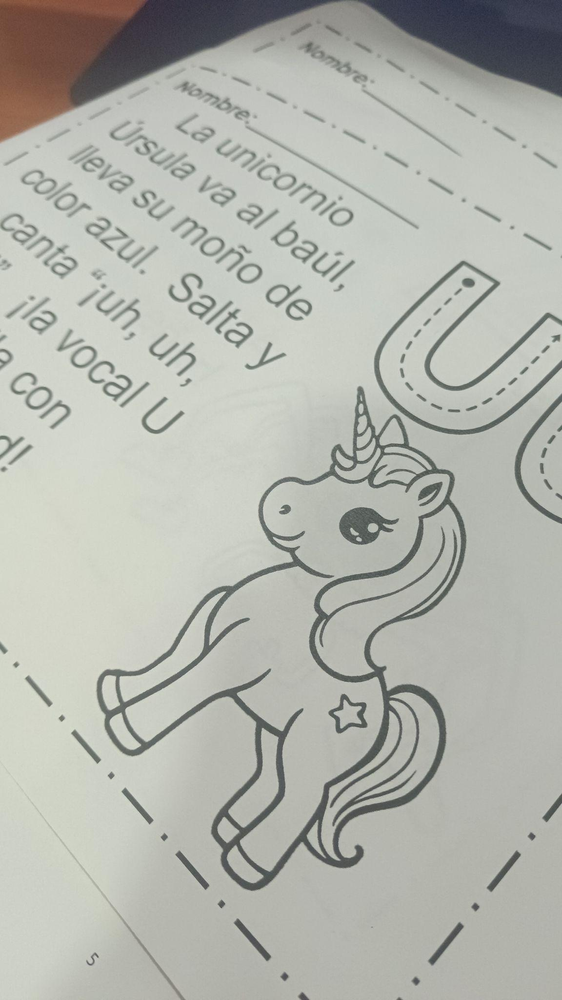 Nombre:
Nombre:
La unicornio
Úrsula va al baúl,
lleva su moño de
color azul. Salta y
canta “¡uh, uh,
”
¡la vocal U
con
U
5